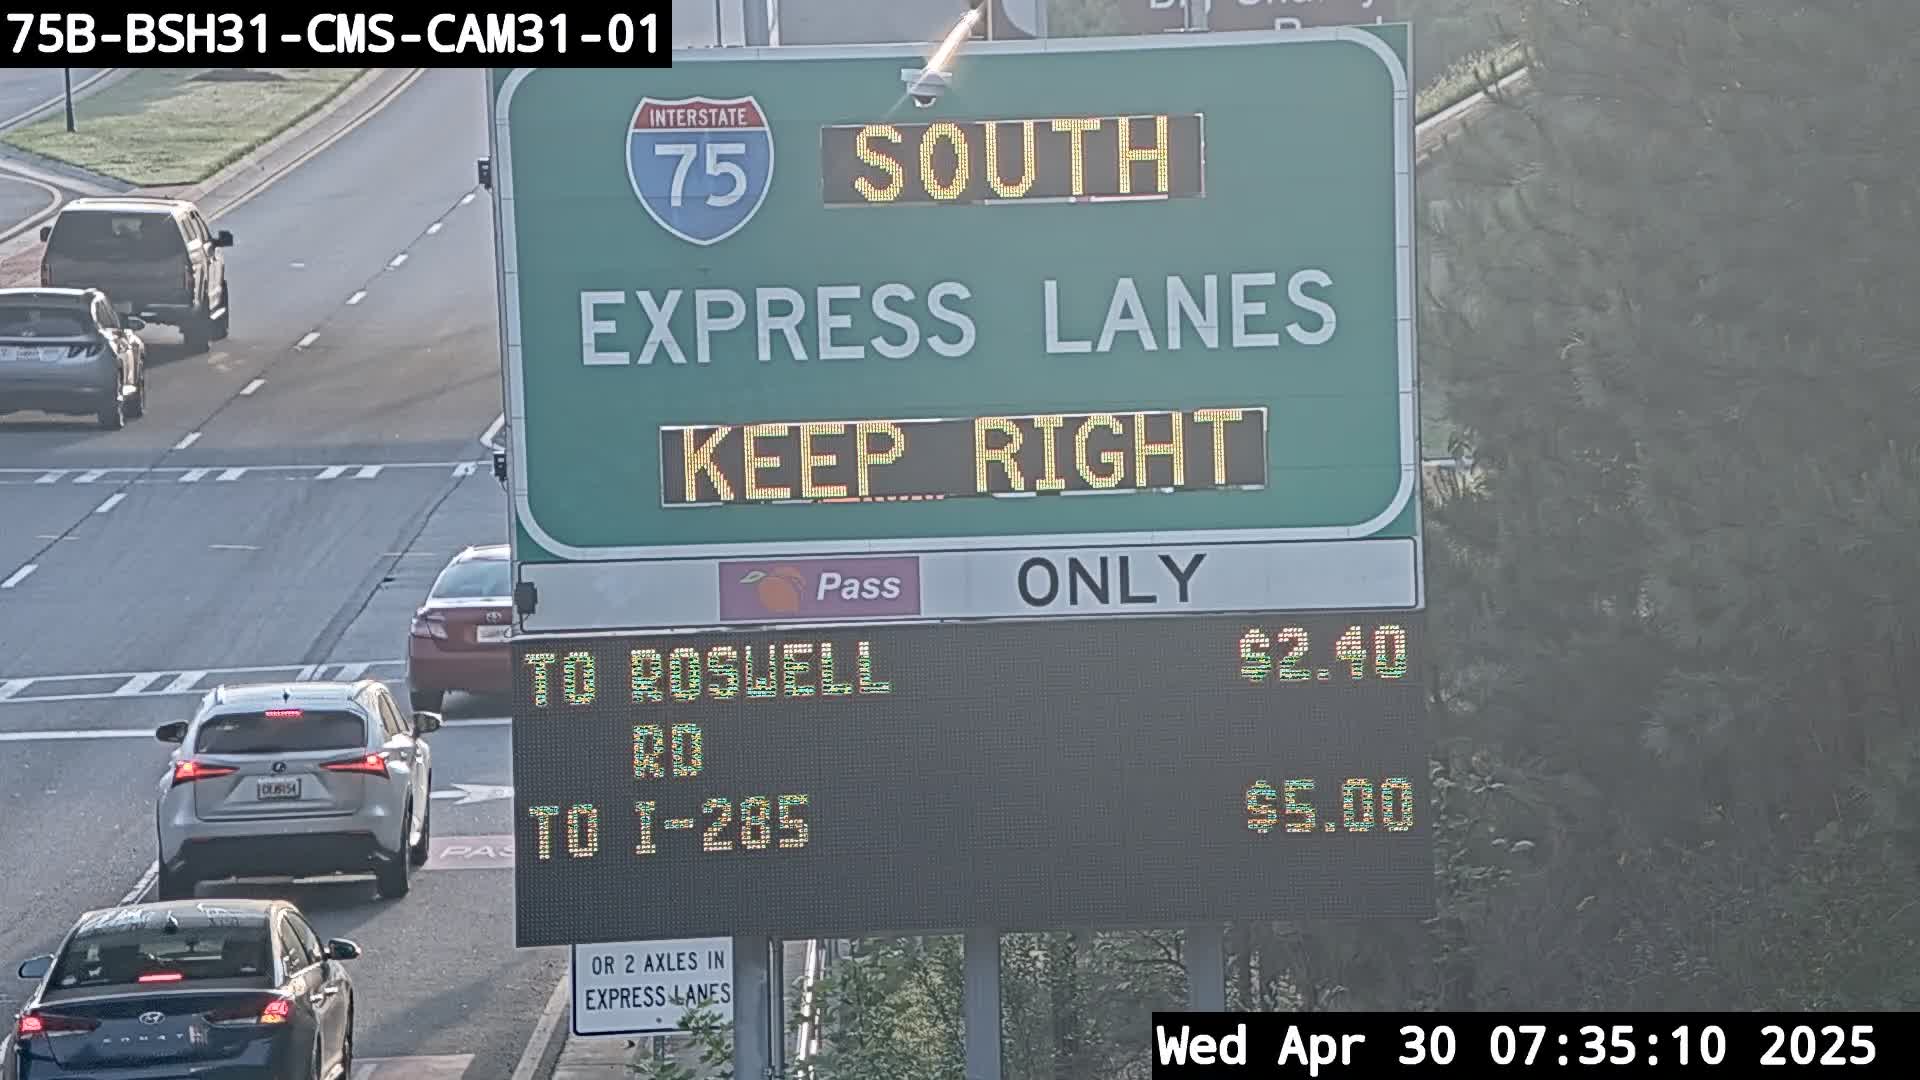 75B-BSH31-CMS-CAM31-01
INTERSTATE
75
SOUTH
EXPRESS LANES
KEEP RIGHT
Pass
ONLY
TO ROSWELL $2.40
RD
TO I-285 $5.00
OR 2 AXLES IN
EXPRESS LANES
SONATA
Wed Apr 30 07:35:10 2025